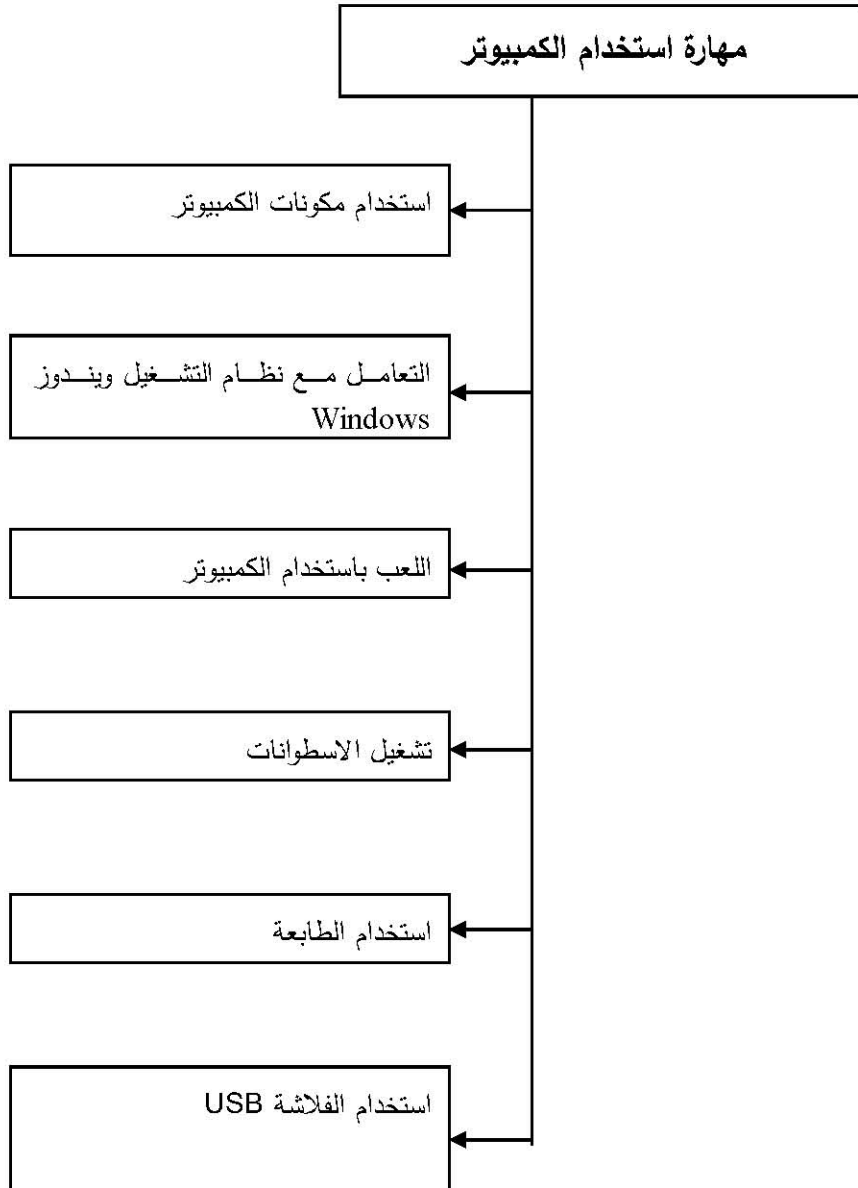 مهارة استخدام الكمبيوتر
استخدام مكونات الكمبيوتر
التعامل مع نظام التشغيل ويندوز
Windows
اللعب باستخدام الكمبيوتر
تشغيل الاسطوانات
استخدام الطابعة
استخدام الفلاشة USB